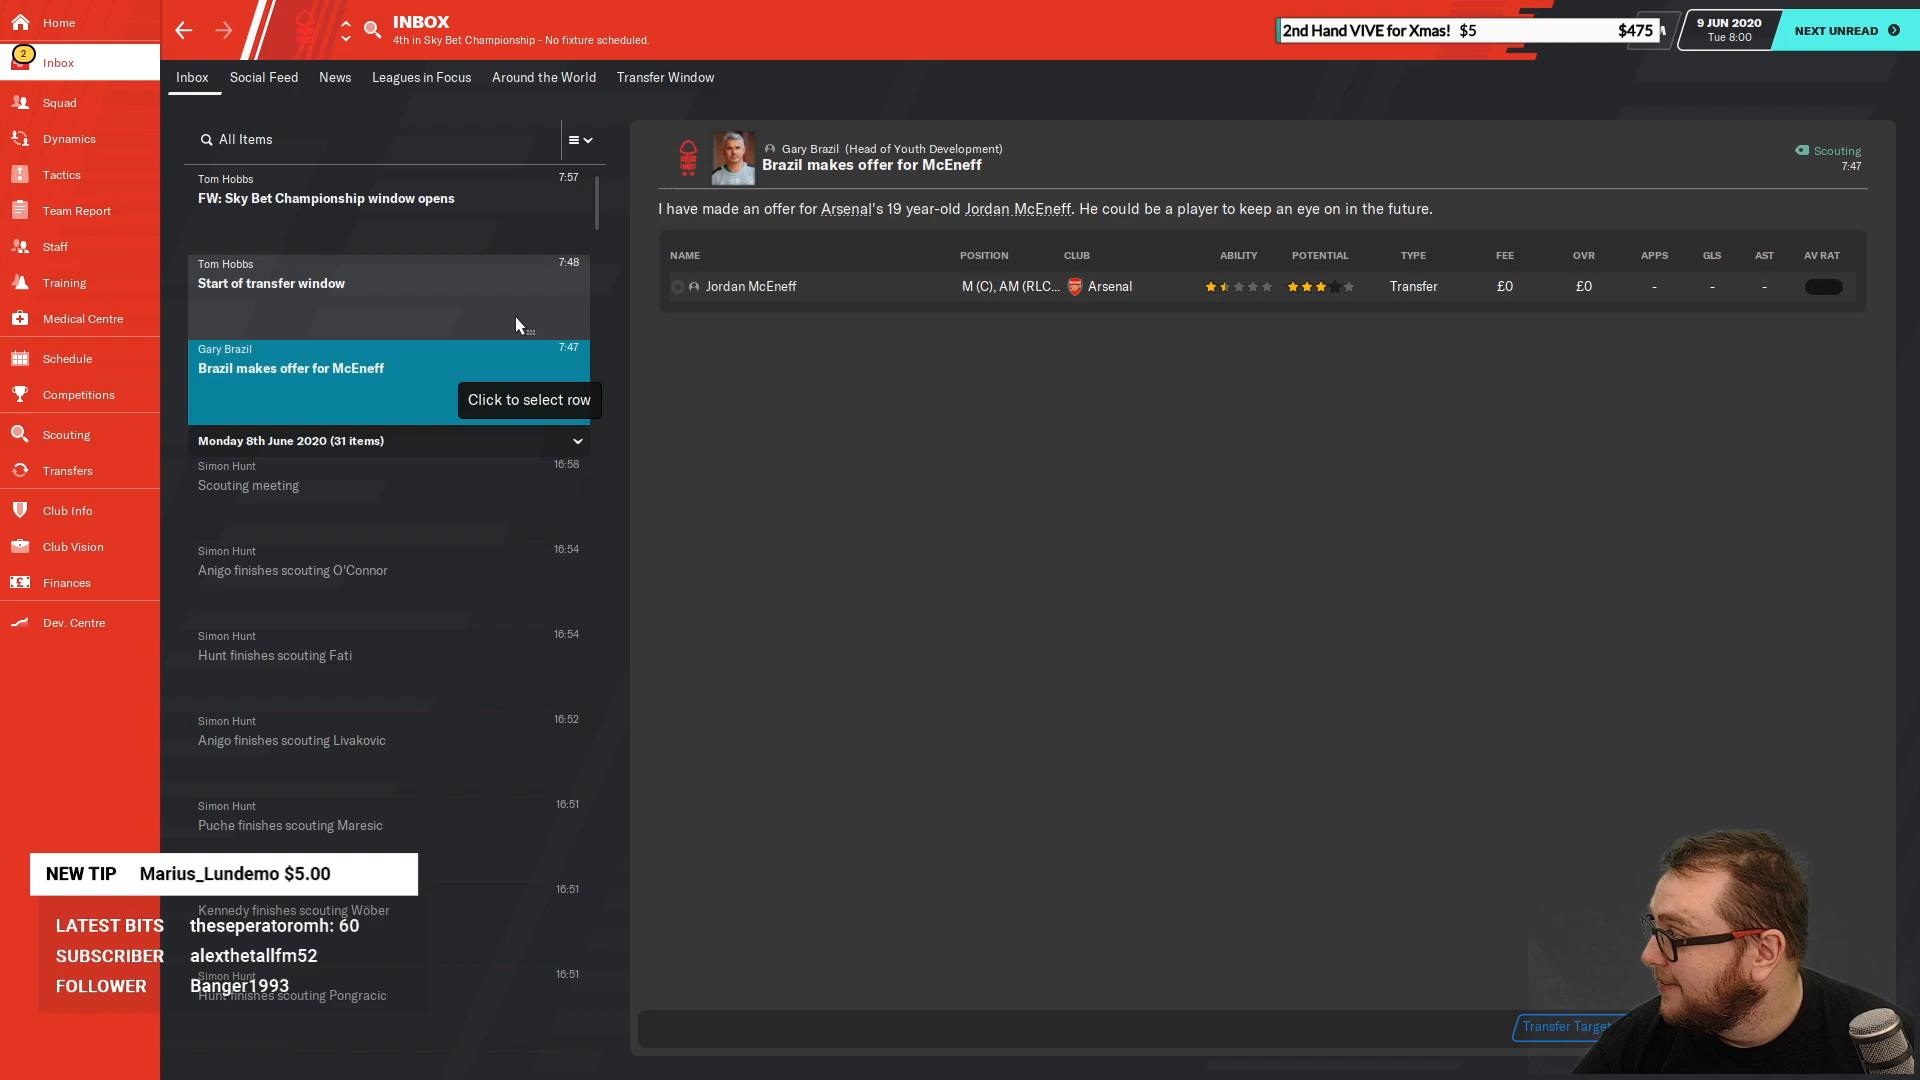 Home
2
Inbox
Squad
Dynamics
Tactics
Team Report
Staff
Training
Medical Centre
Schedule
Competitions
Scouting
Transfers
Club Info
Club Vision
Finances
Dev. Centre
INBOX
4th in Sky Bet Championship - No fixture scheduled.
2nd Hand VIVE for Xmas! $5 $475
9 JUN 2020
Tue 8:00
NEXT UNREAD
Inbox Social Feed News Leagues in Focus Around the World Transfer Window
All Items
Tom Hobbs 7:57
FW: Sky Bet Championship window opens
Tom Hobbs 7:48
Start of transfer window
Gary Brazil 7:47
Brazil makes offer for McEneff
Click to select row
Monday 8th June 2020 (31 items)
Simon Hunt 16:58
Scouting meeting
Simon Hunt 16:54
Anigo finishes scouting O'Connor
Simon Hunt 16:54
Hunt finishes scouting Fati
Simon Hunt 16:52
Anigo finishes scouting Livakovic
Simon Hunt 16:51
Puche finishes scouting Maresic
16:51
Kennedy finishes scouting Wöber
Simon Hunt 16:51
Hunt finishes scouting Pongracic
NEW TIP Marius_Lundemo $5.00
LATEST BITS theseperatoromh: 60
SUBSCRIBER alexthetallfm52
FOLLOWER Banger1993
Gary Brazil (Head of Youth Development)
Brazil makes offer for McEneff
Scouting
7:47
I have made an offer for Arsenal's 19 year-old Jordan McEneff. He could be a player to keep an eye on in the future.
NAME POSITION CLUB ABILITY POTENTIAL TYPE FEE OVR APPS GLS AST AV RAT
Jordan McEneff M (C), AM (RLC... Arsenal Transfer £0 £0 - - -
Transfer Targe